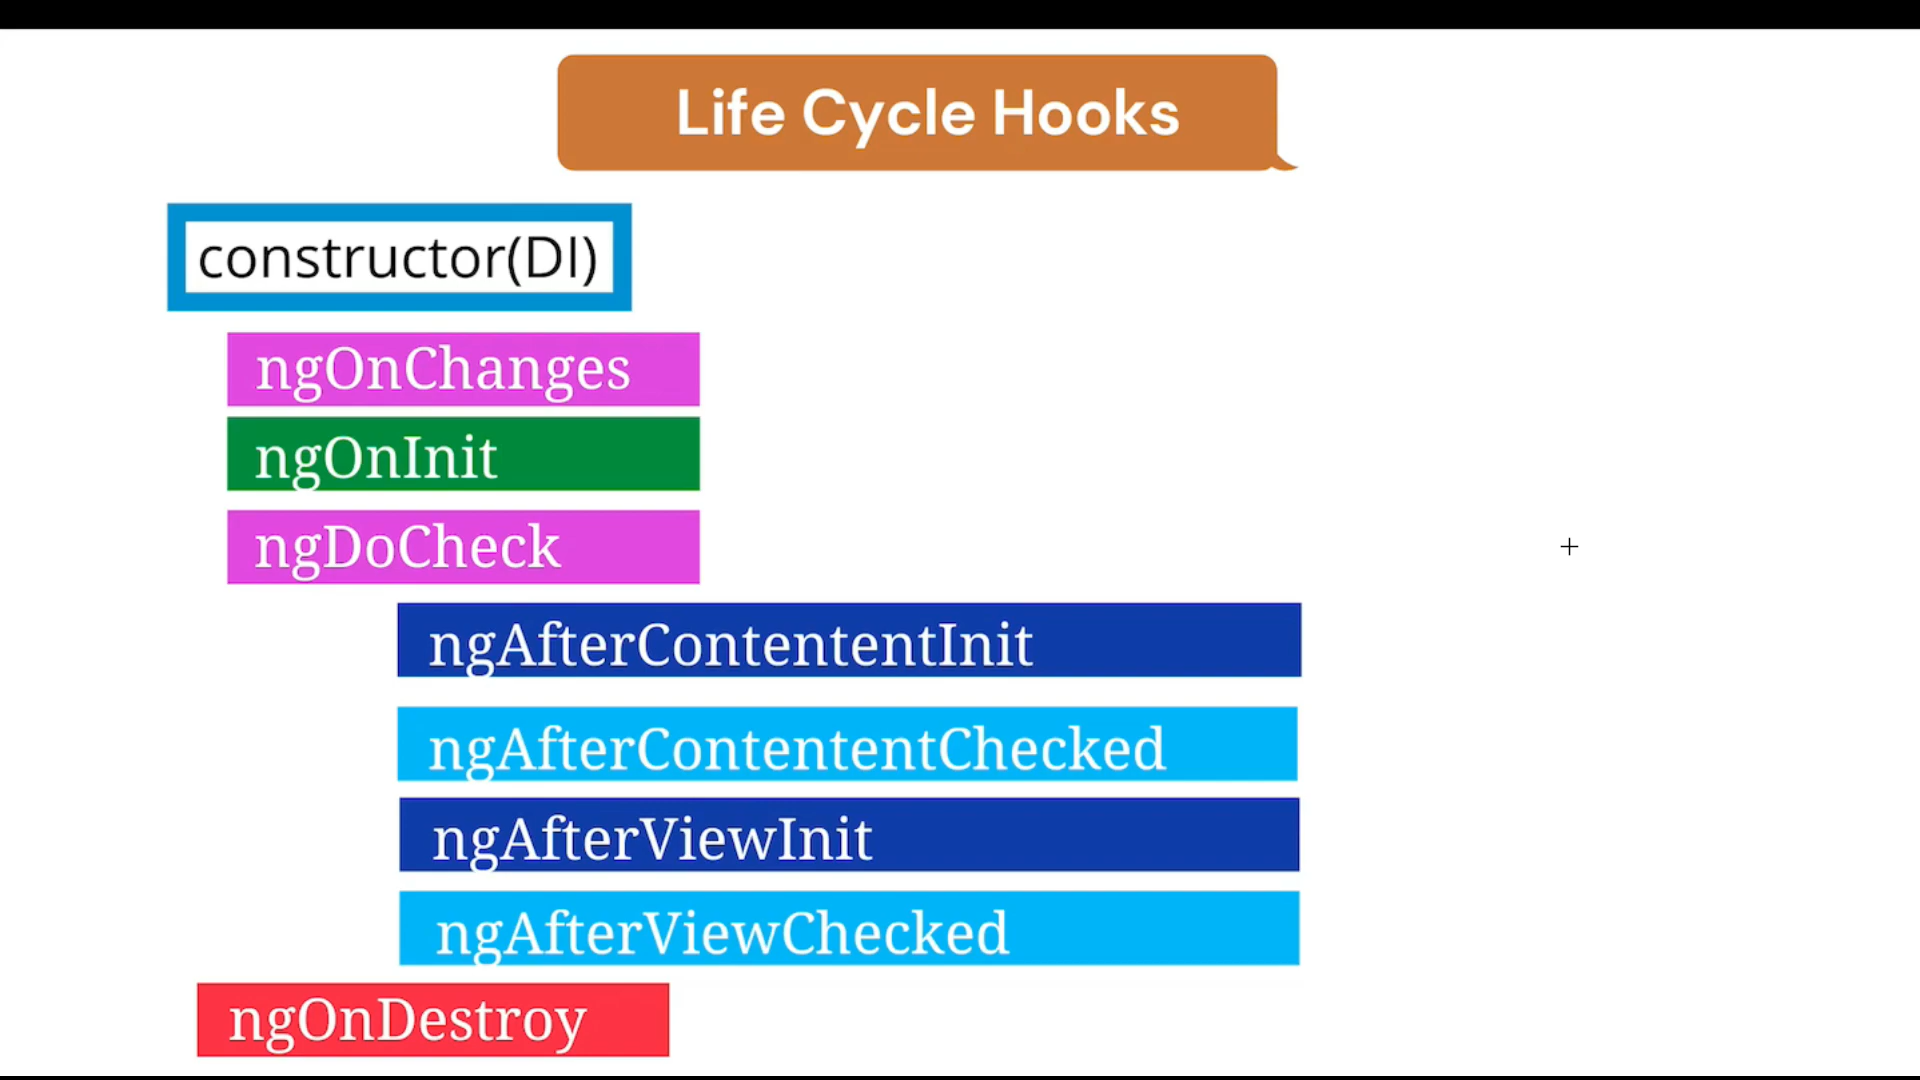 Life Cycle Hooks
constructor(DI)
ngOnChanges
ngOnInit
ngDoCheck
ngAfterContententInit
ngAfterContententChecked
ngAfterViewInit
ngAfterViewChecked
ngOnDestroy